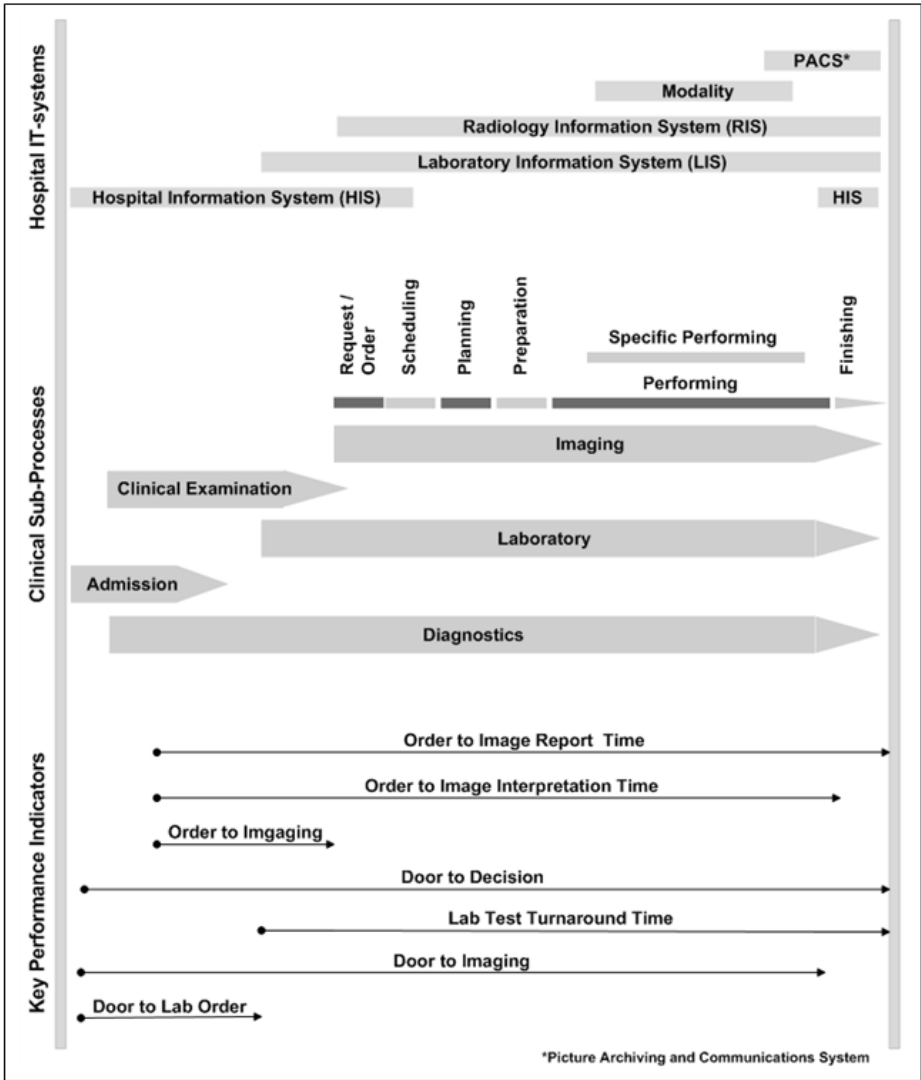 Hospital IT-systems
PACS*
Modality
Radiology Information System (RIS)
Laboratory Information System (LIS)
Hospital Information System (HIS)
HIS
Clinical Sub-Processes
Request /
Order
Scheduling
Planning
Preparation
Specific Performing
Performing
Finishing
Imaging
Clinical Examination
Laboratory
Admission
Diagnostics
Key Performance Indicators
Order to Image Report Time
Order to Image Interpretation Time
Order to Imgaging
Door to Decision
Lab Test Turnaround Time
Door to Imaging
Door to Lab Order
*Picture Archiving and Communications System